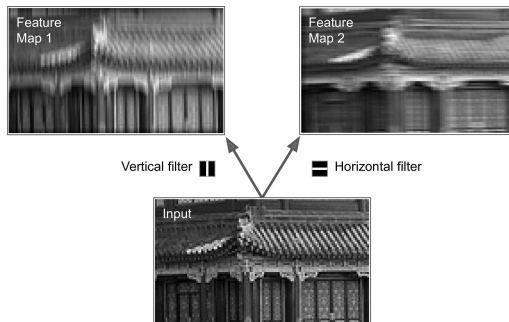 Feature
Map 1
Feature
Map 2
Vertical filter
Horizontal filter
Input